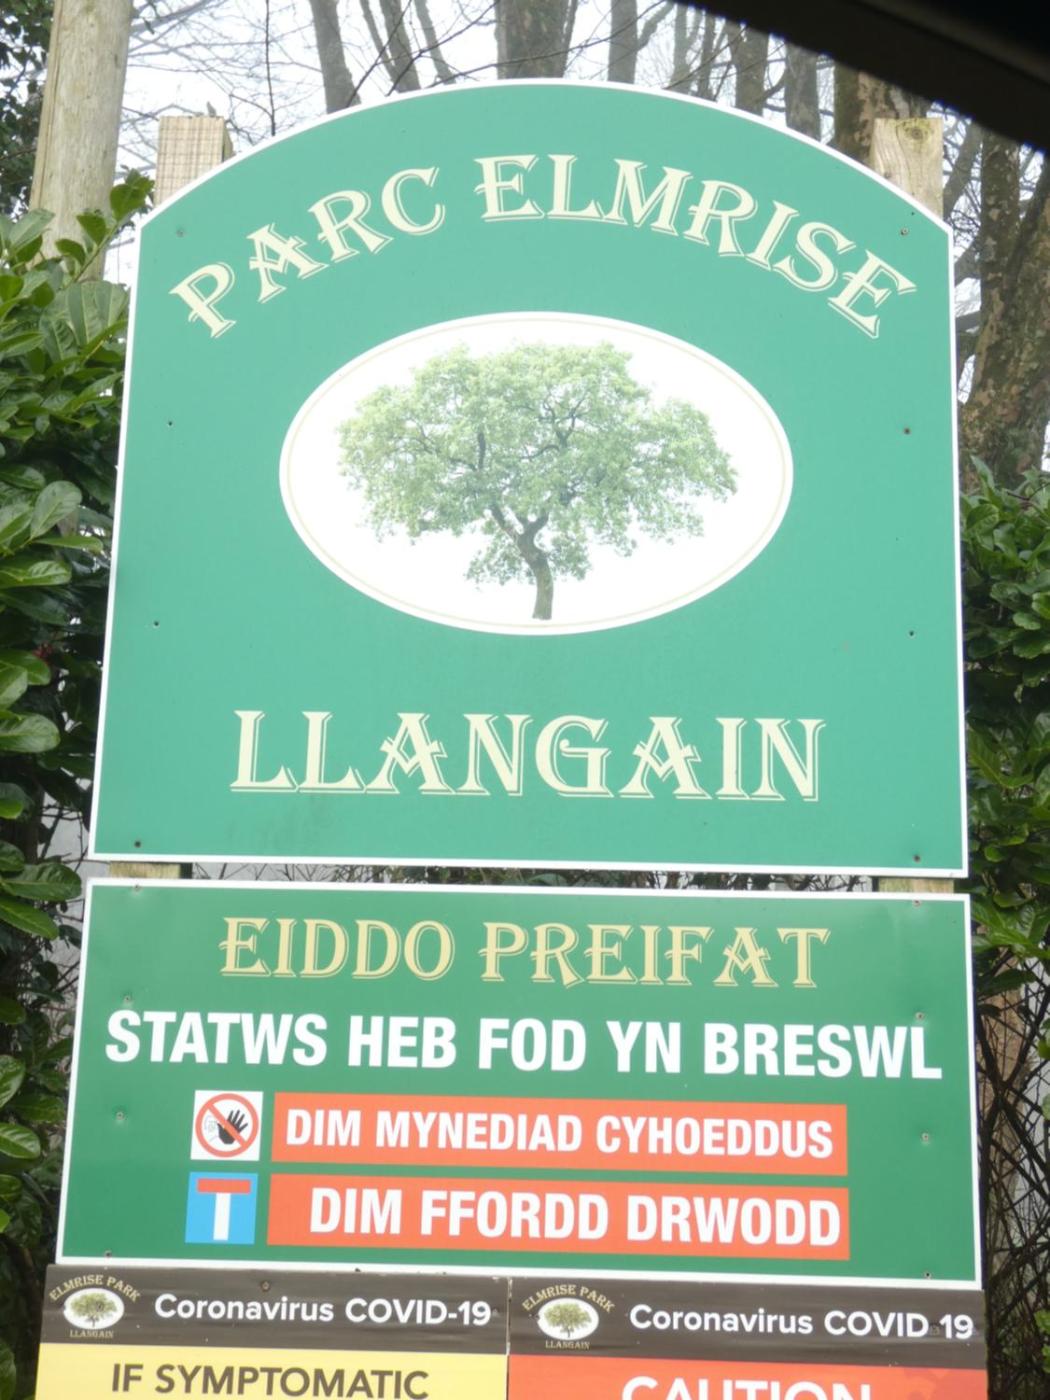 PARC ELMRISE
LLANGAIN
EIDDO PREIFAT
STATWS HEB FOD YN BRESWL
DIM MYNEDIAD CYHOEDDUS
DIM FFORDD DRWODD
ELMRISE PARK
LLANGAIN
Coronavirus COVID-19
IF SYMPTOMATIC
ELMRISE PARK
LLANGAIN
Coronavirus COVID 19
CAUTION